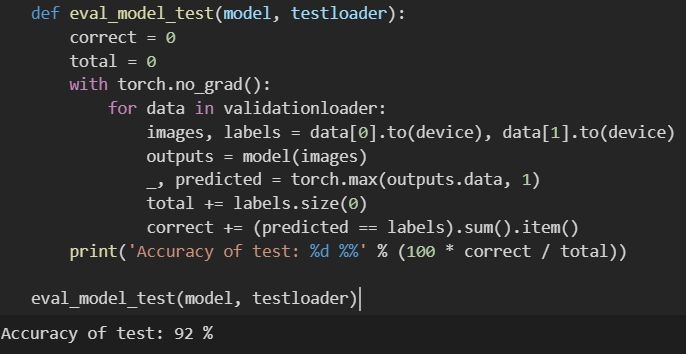 def eval_model_test(model, testloader):
correct = 0
total = 0
with torch.no_grad():
for data in validationloader:
images, labels = data[0].to(device), data[1].to(device)
outputs = model(images)
_, predicted = torch.max(outputs.data, 1)
total += labels.size(0)
correct += (predicted == labels).sum().item()
print('Accuracy of test: %d %%' % (100 * correct / total))
eval_model_test(model, testloader)
Accuracy of test: 92 %